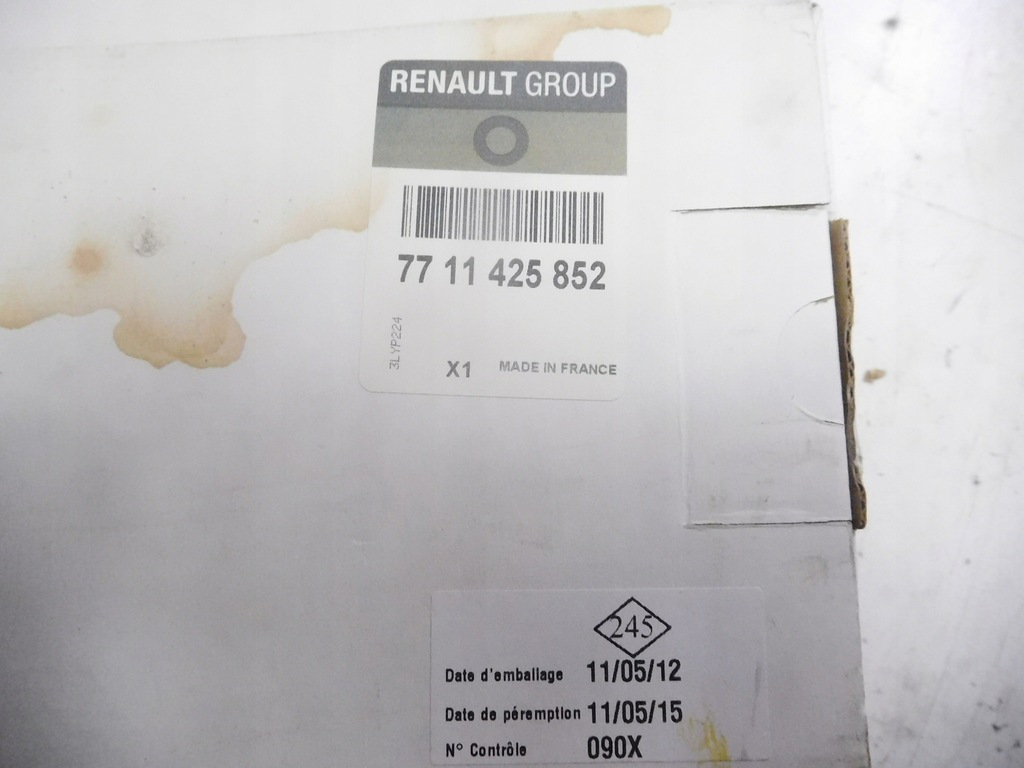 RENAULT GROUP
77 11 425 852
3LYP224
X1 MADE IN FRANCE
245
Date d'emballage 11/05/12
Date de péremption 11/05/15
N° Contrôle 090X